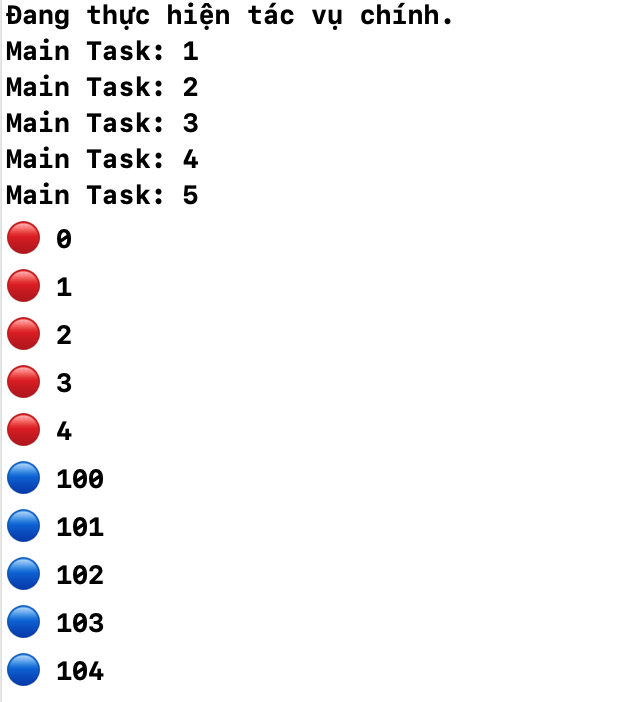 Đang thực hiện tác vụ chính.
Main Task: 1
Main Task: 2
Main Task: 3
Main Task: 4
Main Task: 5
🔴 0
🔴 1
🔴 2
🔴 3
🔴 4
🔵 100
🔵 101
🔵 102
🔵 103
🔵 104